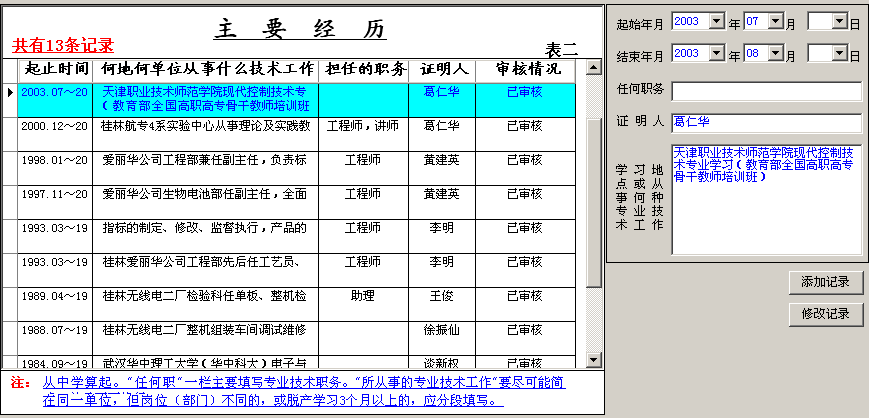 主 要 经 历
共有13条记录
表二
起止时间 何地何单位从事什么技术工作 担任的职务 证明人 审核情况
2003.07～20 天津职业技术师范学院现代控制技术专 葛仁华 已审核
（教育部全国高职高专骨干教师培训班
2000.12～20 桂林航专4系实验中心从事理论及实践教 工程师,讲师 葛仁华 已审核
1998.01～20 爱丽华公司工程部兼任副主任,负责标 工程师 黄建英 已审核
1997.11～20 爱丽华公司生物电池部任副主任,全面 工程师 黄建英 已审核
1993.03～19 指标的制定、修改、监督执行,产品的 工程师 李明 已审核
1993.03～19 桂林爱丽华公司工程部先后任工艺员、 工程师 李明 已审核
1989.04～19 桂林无线电二厂检验科任单板、整机检 助理 王俊 已审核
1988.07～19 桂林无线电二厂整机组装车间调试维修 徐振仙 已审核
1984.09～19 武汉华中理工大学（华中科大）电子与 谈新权 已审核
注: 从中学算起。"任何职"一栏主要填写专业技术职务。"所从事的专业技术工作"要尽可能简
在同一单位，但岗位（部门）不同的，或脱产学习3个月以上的，应分段填写。
起始年月 2003 年 07 月 日
结束年月 2003 年 08 月 日
任何职务
证 明 人 葛仁华
学 习 地
点 或 从
事 何 种
专 业 技
术 工 作
天津职业技术师范学院现代控制技
术专业学习（教育部全国高职高专
骨干教师培训班）
添加记录
修改记录